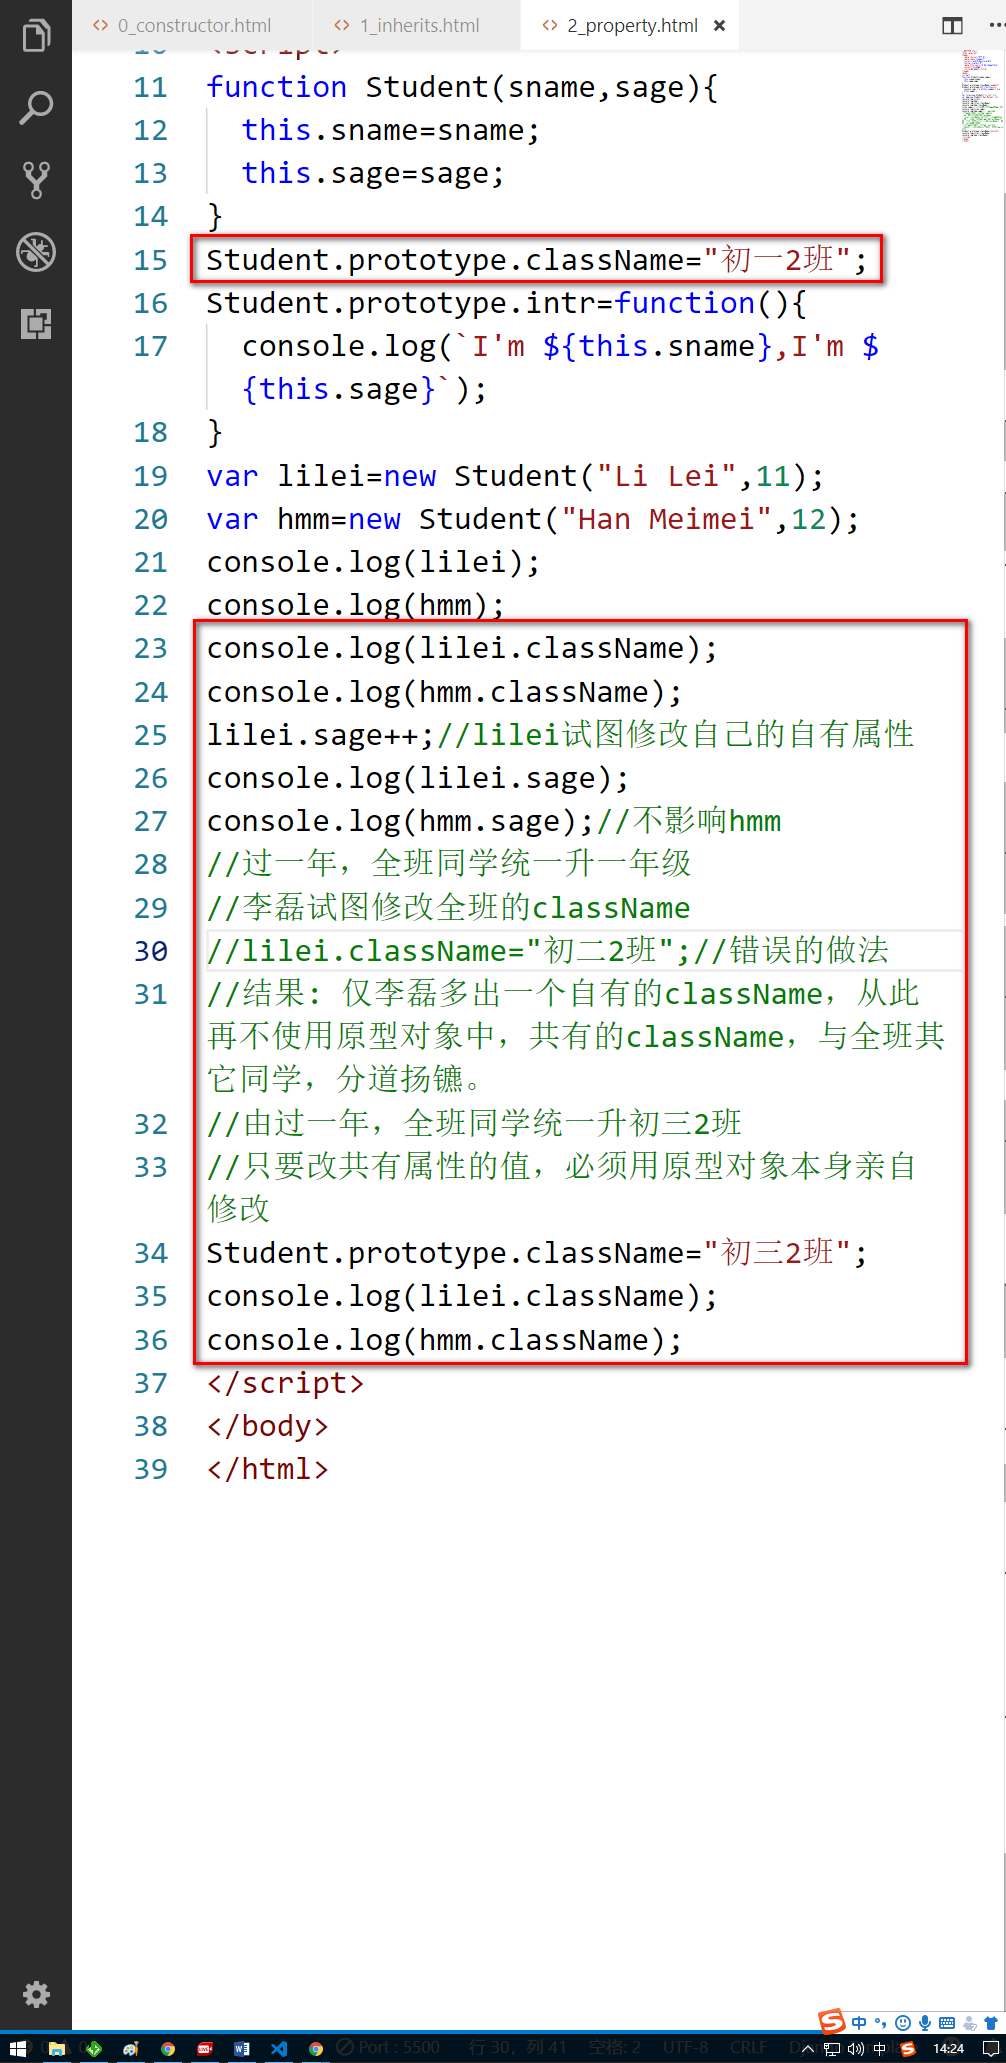 0_constructor.html
1_inherits.html
2_property.html
10 <script>
11 function Student(sname,sage){
12 this.sname=sname;
13 this.sage=sage;
14 }
15 Student.prototype.className="初一2班";
16 Student.prototype.intr=function(){
17 console.log(`I'm ${this.sname},I'm $
{this.sage}`);
18 }
19 var lilei=new Student("Li Lei",11);
20 var hmm=new Student("Han Meimei",12);
21 console.log(lilei);
22 console.log(hmm);
23 console.log(lilei.className);
24 console.log(hmm.className);
25 lilei.sage++;//lilei试图修改自己的自有属性
26 console.log(lilei.sage);
27 console.log(hmm.sage);//不影响hmm
28 //过一年，全班同学统一升一年级
29 //李磊试图修改全班的className
30 //lilei.className="初二2班";//错误的做法
31 //结果: 仅李磊多出一个自有的className，从此
再不使用原型对象中，共有的className，与全班其
它同学，分道扬镳。
32 //由过一年，全班同学统一升初三2班
33 //只要改共有属性的值，必须用原型对象本身亲自
修改
34 Student.prototype.className="初三2班";
35 console.log(lilei.className);
36 console.log(hmm.className);
37 </script>
38 </body>
39 </html>
中
Port : 5500 行 30，列 41 空格: 2 UTF-8 CRLF 中 14:24